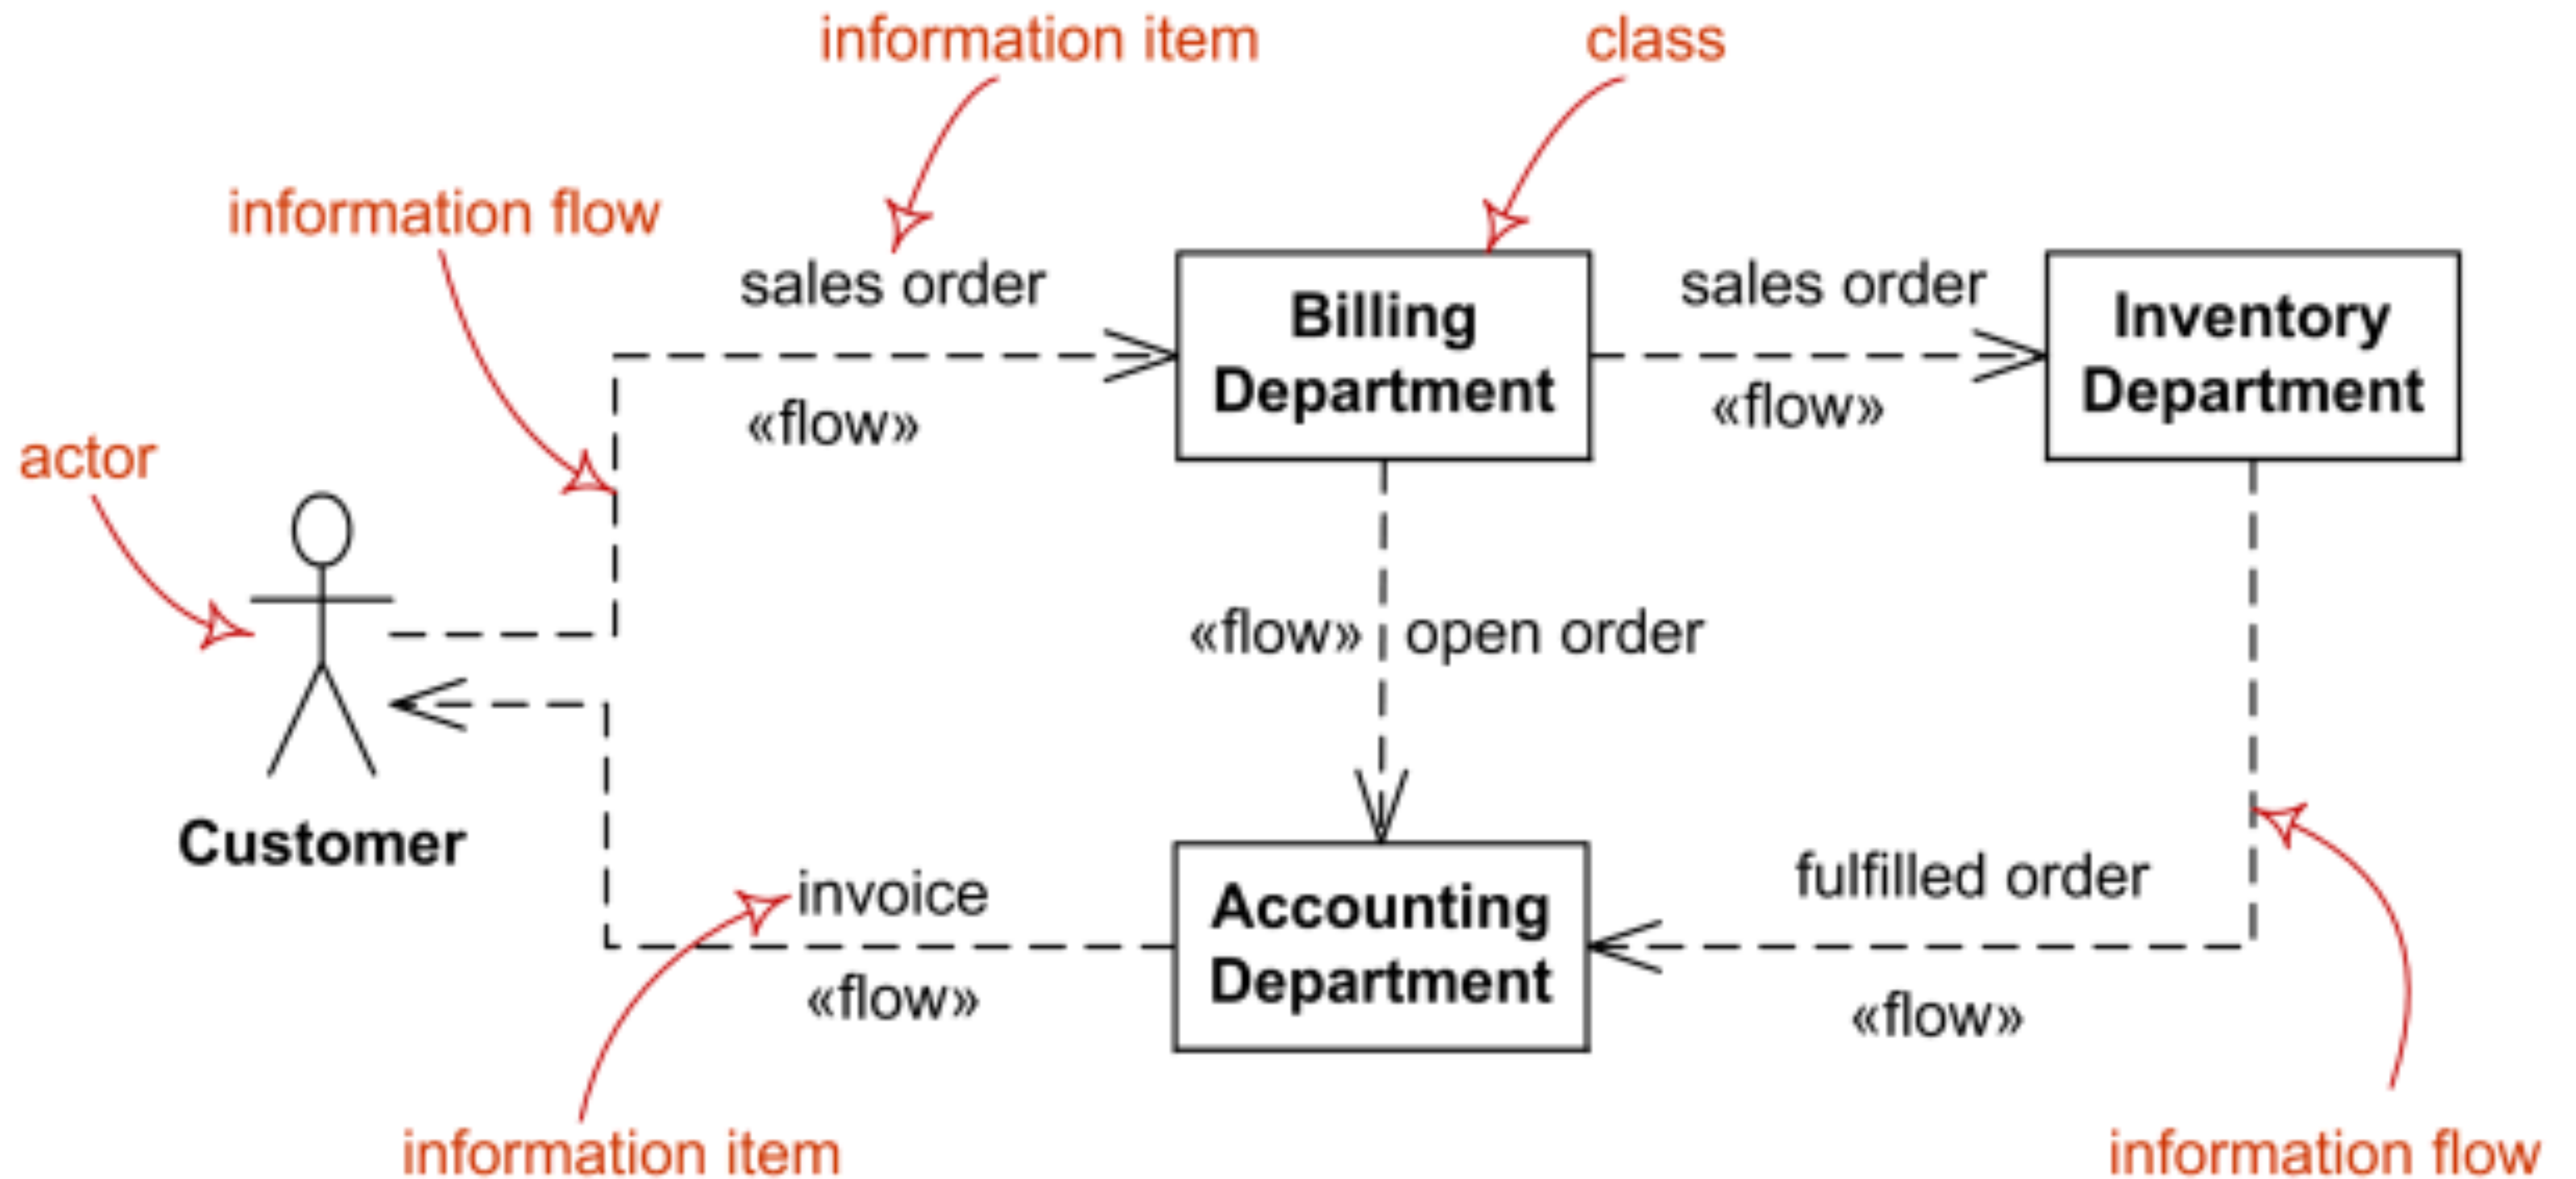 information item
class
information flow
sales order
«flow»
Billing
Department
sales order
«flow»
Inventory
Department
actor
Customer
«flow»
open order
invoice
«flow»
Accounting
Department
fulfilled order
«flow»
information item
information flow